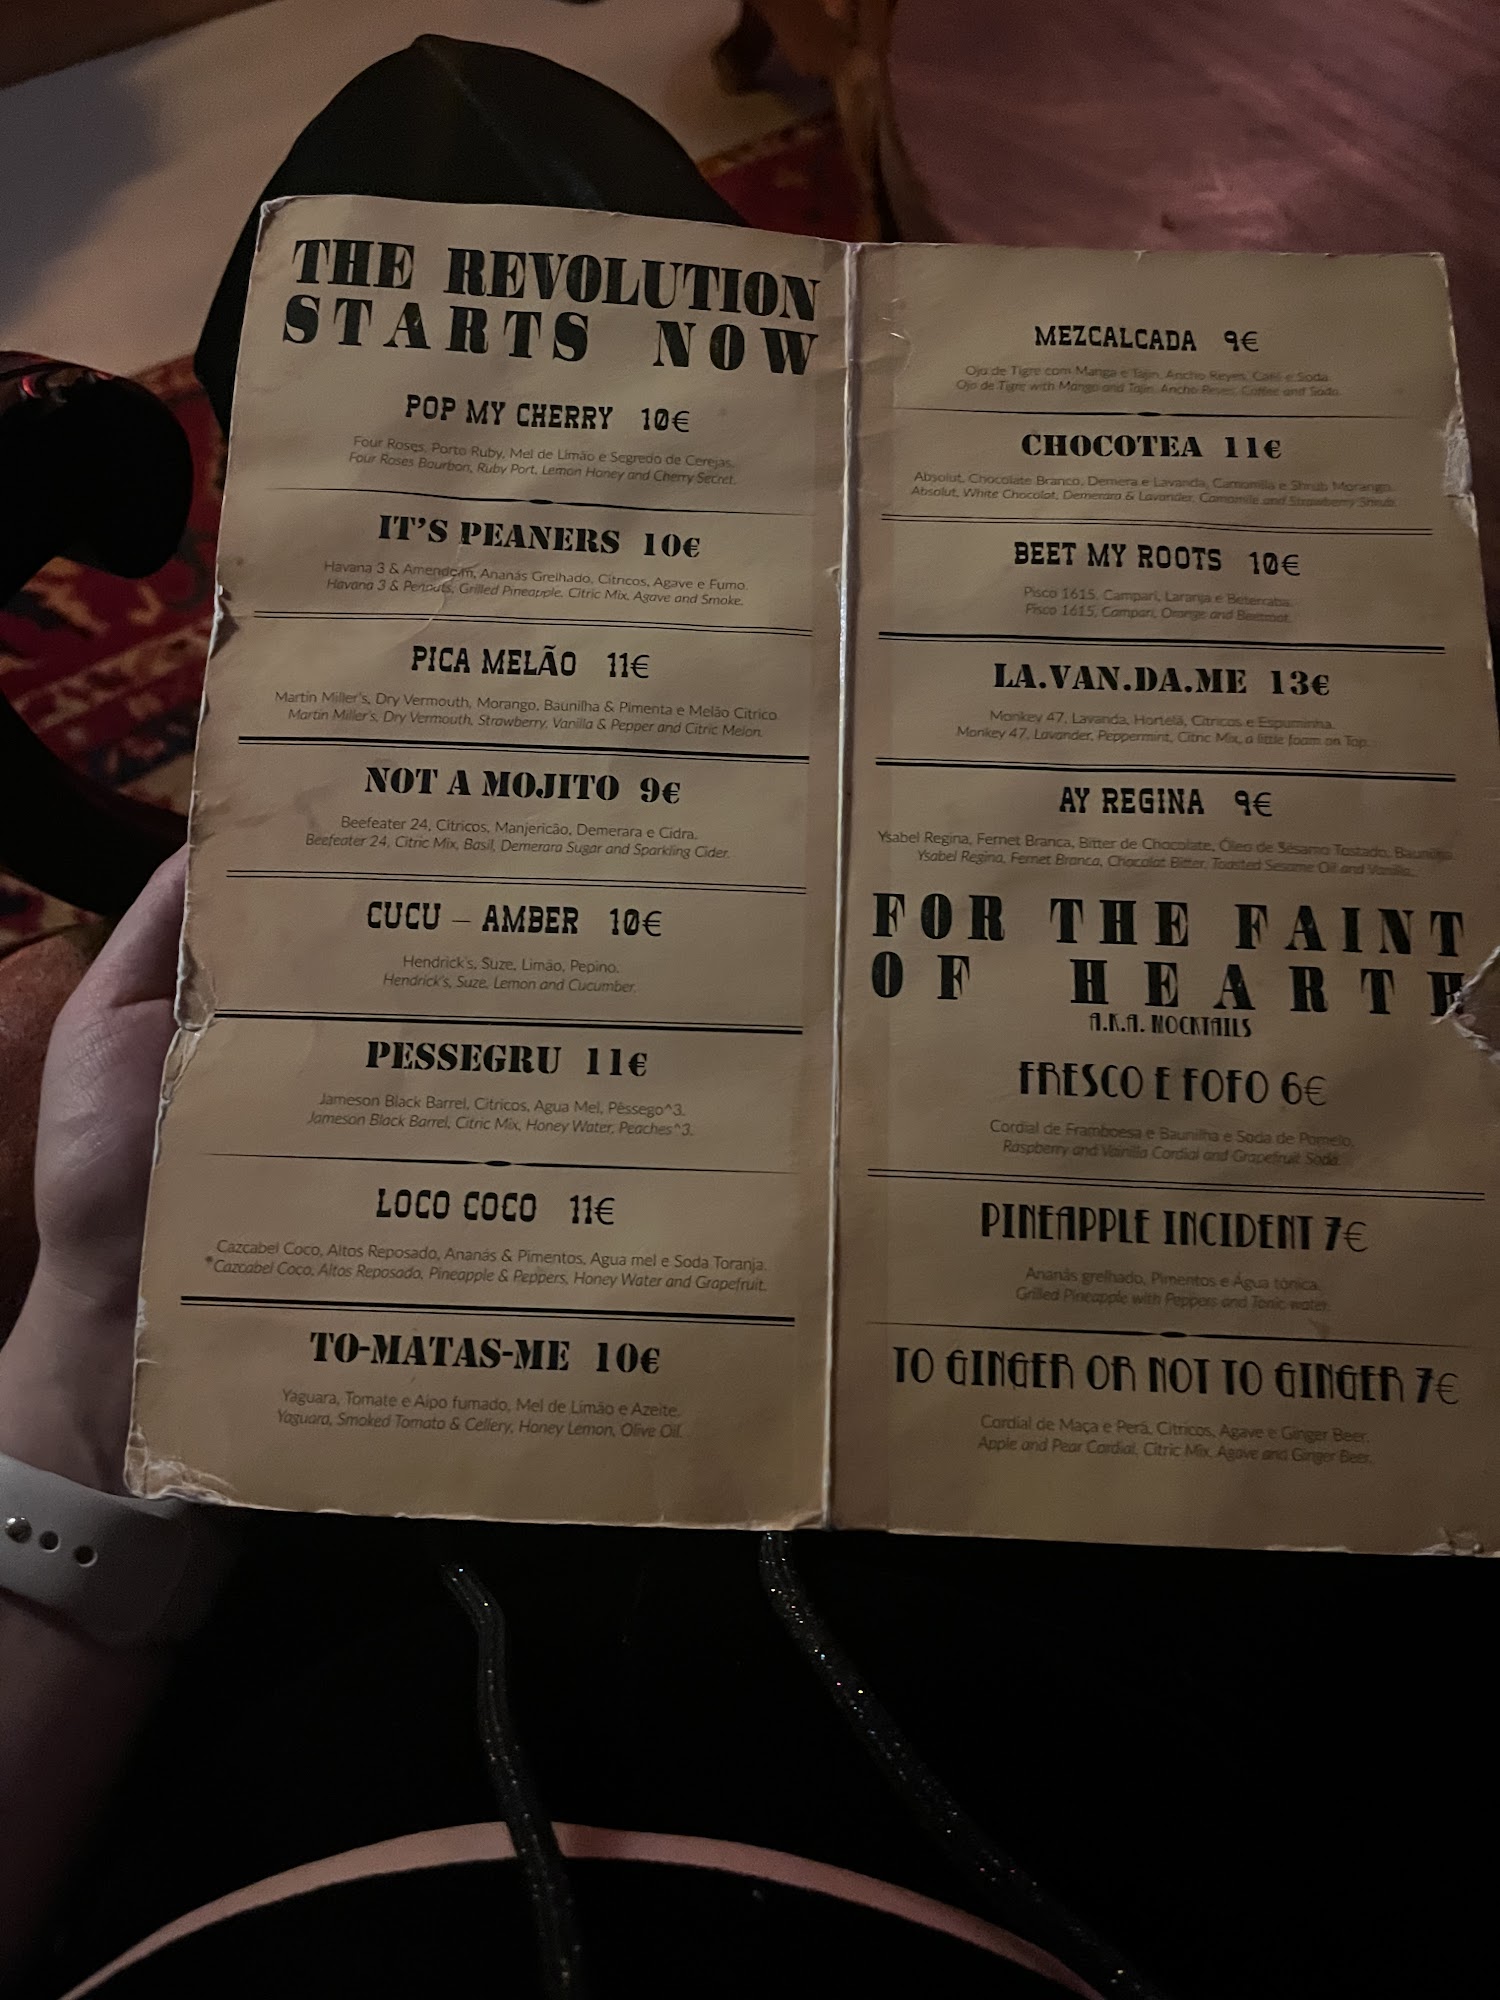 THE REVOLUTION
STARTS NOW
POP MY CHERRY 10€
Four Roses, Porto Ruby, Mel de Limão e Segredo de Cerejas.
Four Roses Bourbon, Ruby Port, Lemon Honey and Cherry Secret.
IT'S PEANERS 10€
Havana 3 & Amendoim, Ananás Grelhado, Citricos, Agave e Fumo.
Havana 3 & Penauts, Grilled Pineapple, Citric Mix, Agave and Smoke.
PICA MELÃO 11€
Martin Miller's, Dry Vermouth, Morango, Baunilha & Pimenta e Melão Citrico.
Martin Miller's, Dry Vermouth, Strawberry, Vanilla & Pepper and Citric Melon.
NOT A MOJITO 9€
Beefeater 24, Citricos, Manjericão, Demerara e Cidra.
Beefeater 24, Citric Mix, Basil, Demerara Sugar and Sparkling Cider.
CUCU – AMBER 10€
Hendrick's, Suze, Limão, Pepino.
Hendrick's, Suze, Lemon and Cucumber.
PESSEGRU 11€
Jameson Black Barrel, Citricos, Agua Mel, Pêssego^3.
Jameson Black Barrel, Citric Mix, Honey Water, Peaches^3.
LOCO COCO 11€
Cazcabel Coco, Altos Reposado, Ananás & Pimentos, Agua mel e Soda Toranja.
*Cazcabel Coco, Altos Reposado, Pineapple & Peppers, Honey Water and Grapefruit.
TO-MATAS-ME 10€
Yaguara, Tomate e Aipo fumado, Mel de Limão e Azeite.
Yaguara, Smoked Tomato & Cellery, Honey Lemon, Olive Oil.
MEZCALCADA 9€
Ojo de Tigre com Manga e Tajin, Ancho Reyes, Café e Soda.
Ojo de Tigre with Mango and Tajin, Ancho Reyes, Coffee and Soda.
CHOCOTEA 11€
Absolut, Chocolate Branco, Demera e Lavanda, Camomila e Shrub Morango.
Absolut, White Chocolat, Demerara & Lavander, Camomile and Strawberry Shrub.
BEET MY ROOTS 10€
Pisco 1615, Campari, Laranja e Beterraba.
Pisco 1615, Campari, Orange and Beetroot.
LA.VAN.DA.ME 13€
Monkey 47, Lavanda, Hortelã, Citricos e Espuminha.
Monkey 47, Lavander, Peppermint, Citric Mix, a little foam on Top.
AY REGINA 9€
Ysabel Regina, Fernet Branca, Bitter de Chocolate, Óleo de Sésamo Tostado, Baunilha.
Ysabel Regina, Fernet Branca, Chocolat Bitter, Toasted Sesame Oil and Vanilla.
FOR THE FAINT
OF HEARTH
A.K.A. MOCKTAILS
FRESCO E FOFO 6€
Cordial de Framboesa e Baunilha e Soda de Pomelo.
Raspberry and Vainilla Cordial and Grapefruit Soda.
PINEAPPLE INCIDENT 7€
Ananás grelhado, Pimentos e Água tónica.
Grilled Pineapple with Peppers and Tonic water.
TO GINGER OR NOT TO GINGER 7€
Cordial de Maça e Perã, Citricos, Agave e Ginger Beer.
Apple and Pear Cordial, Citric Mix, Agave and Ginger Beer.